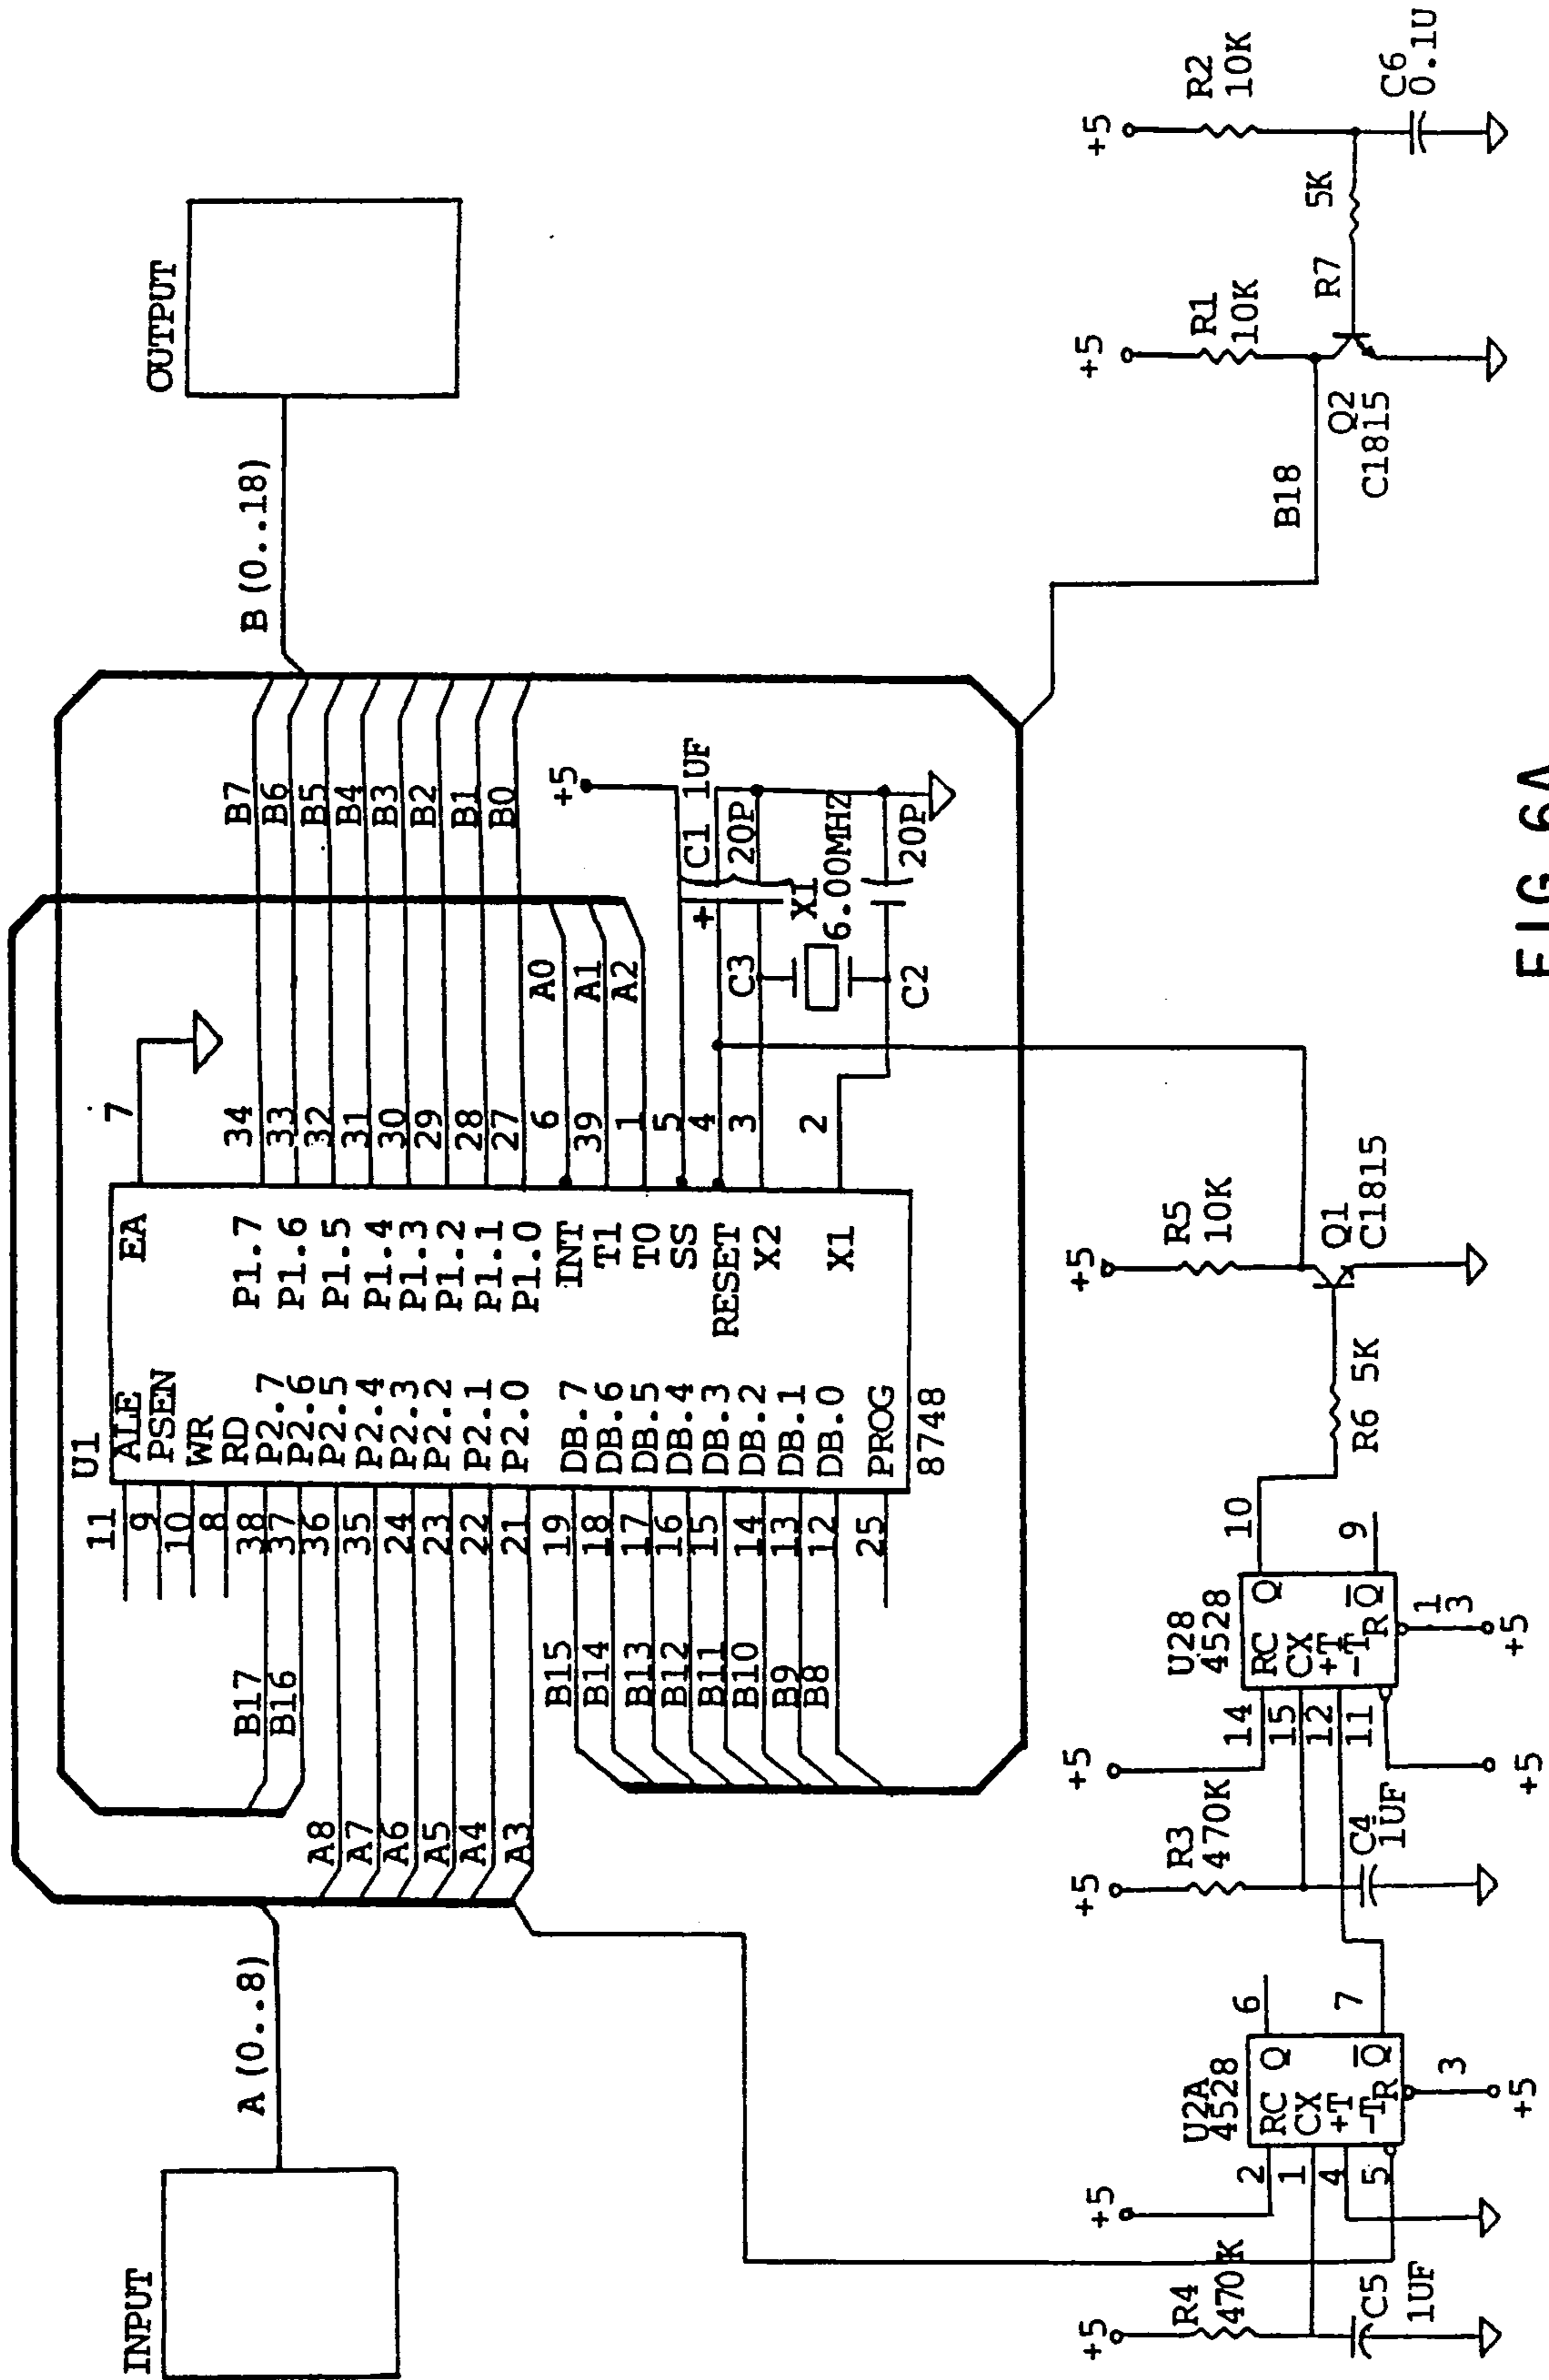 INPUT
A (0..8)
OUTPUT
B (0..18)
U1
11 ALE
9 PSEN
10 WR
8 RD
B17 38 P2.7
B16 37 P2.6
A8 36 P2.5
A7 35 P2.4
A6 24 P2.3
A5 23 P2.2
A4 22 P2.1
A3 21 P2.0
B15 19 DB.7
B14 18 DB.6
B13 17 DB.5
B12 16 DB.4
B11 15 DB.3
B10 14 DB.2
B9 13 DB.1
B8 12 DB.0
25 PROG
8748
EA 7
P1.7 34 B7
P1.6 33 B6
P1.5 32 B5
P1.4 31 B4
P1.3 30 B3
P1.2 29 B2
P1.1 28 B1
P1.0 27 B0
INT 6 A0
T1 39 A1
T0 1 A2
SS 5
RESET 4
X2 3
X1 2
+5
+ C1 1UF
C3 20P
X1
6.00MHZ
C2 20P
+5
R4
470K
C5
1UF
+5
U2A
4528
2 RC Q 6
1 CX
4 +T
5 -T Q 7
R
3
+5
+5
R3
470K
C4
1UF
+5
U28
4528
14 RC Q 10
15 CX
12 +T
11 -T Q 9
R
13
+5
+5
R6 5K
+5
R5
10K
Q1
C1815
B18
+5
R1
10K
Q2
C1815
R7 5K
+5
R2
10K
C6
0.1U
FIG.6A